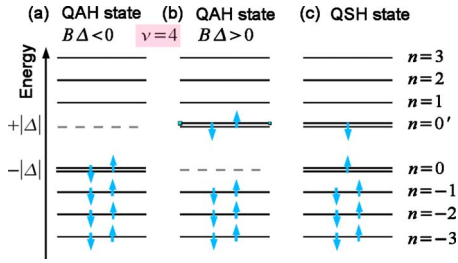 (a) QAH state (b) QAH state (c) QSH state
BΔ<0 ν=4 BΔ>0
Energy
n=3
n=2
n=1
+|Δ| n=0′
−|Δ| n=0
n=−1
n=−2
n=−3